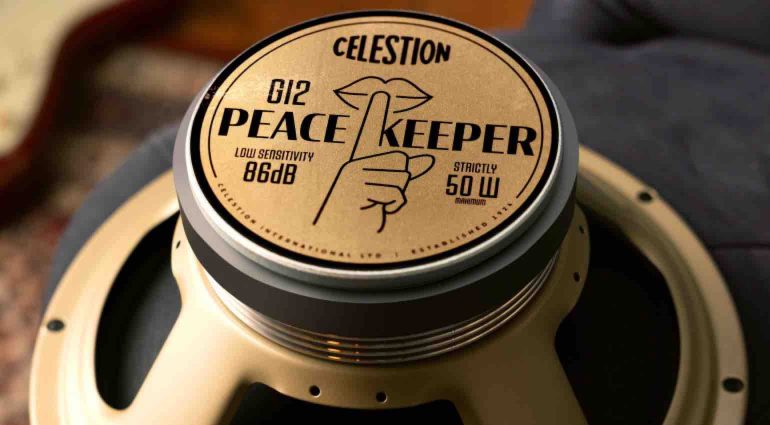 CELESTION
G12
PEACE KEEPER
LOW SENSITIVITY
86dB
STRICTLY
50 W
MAXIMUM
CELESTION INTERNATIONAL LTD | ESTABLISHED 1924